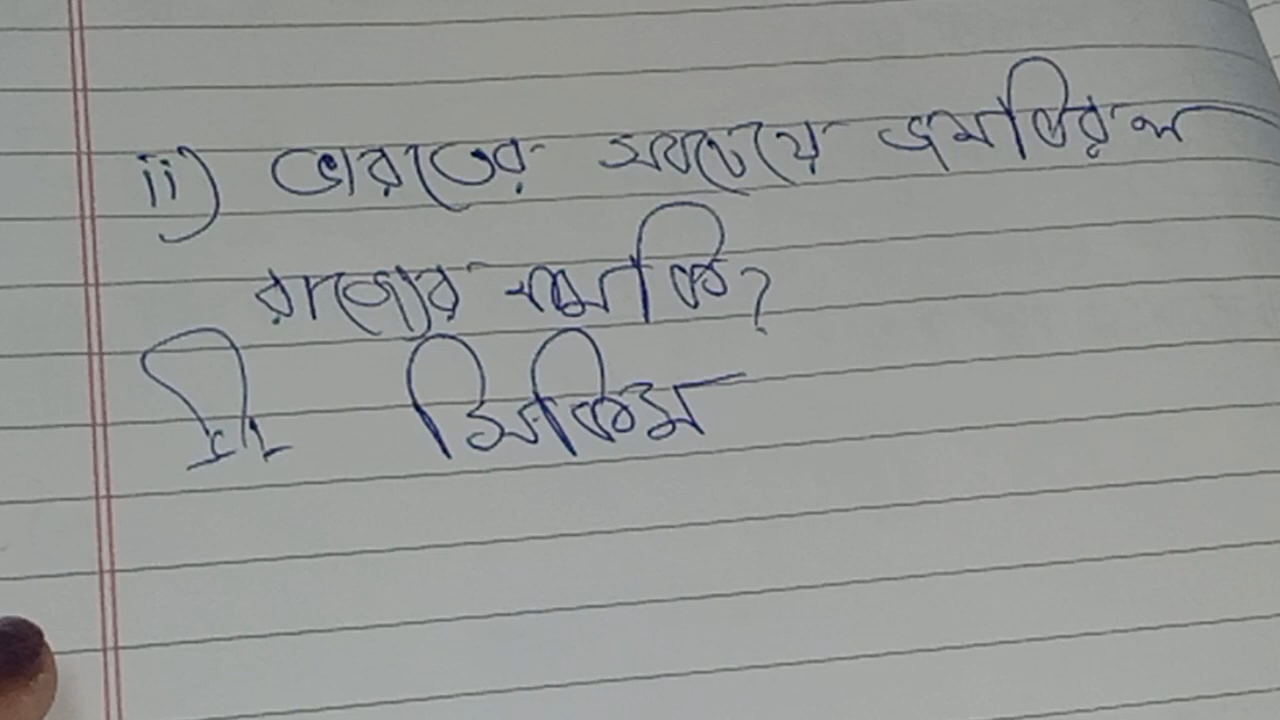 ii) ভারতের সবচেয়ে জনবিরল
রাজ্যের নাম কি?
সিকিম